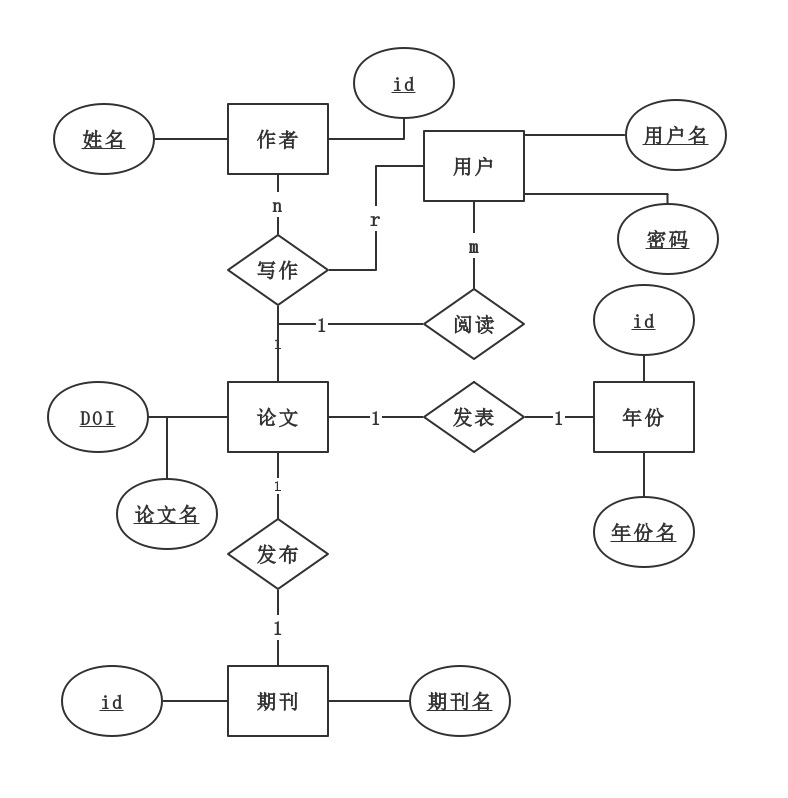 id
姓名
作者
用户名
用户
n
r
密码
m
写作
id
1
阅读
1
DOI
论文
1
发表
1
年份
1
论文名
年份名
发布
1
id
期刊
期刊名